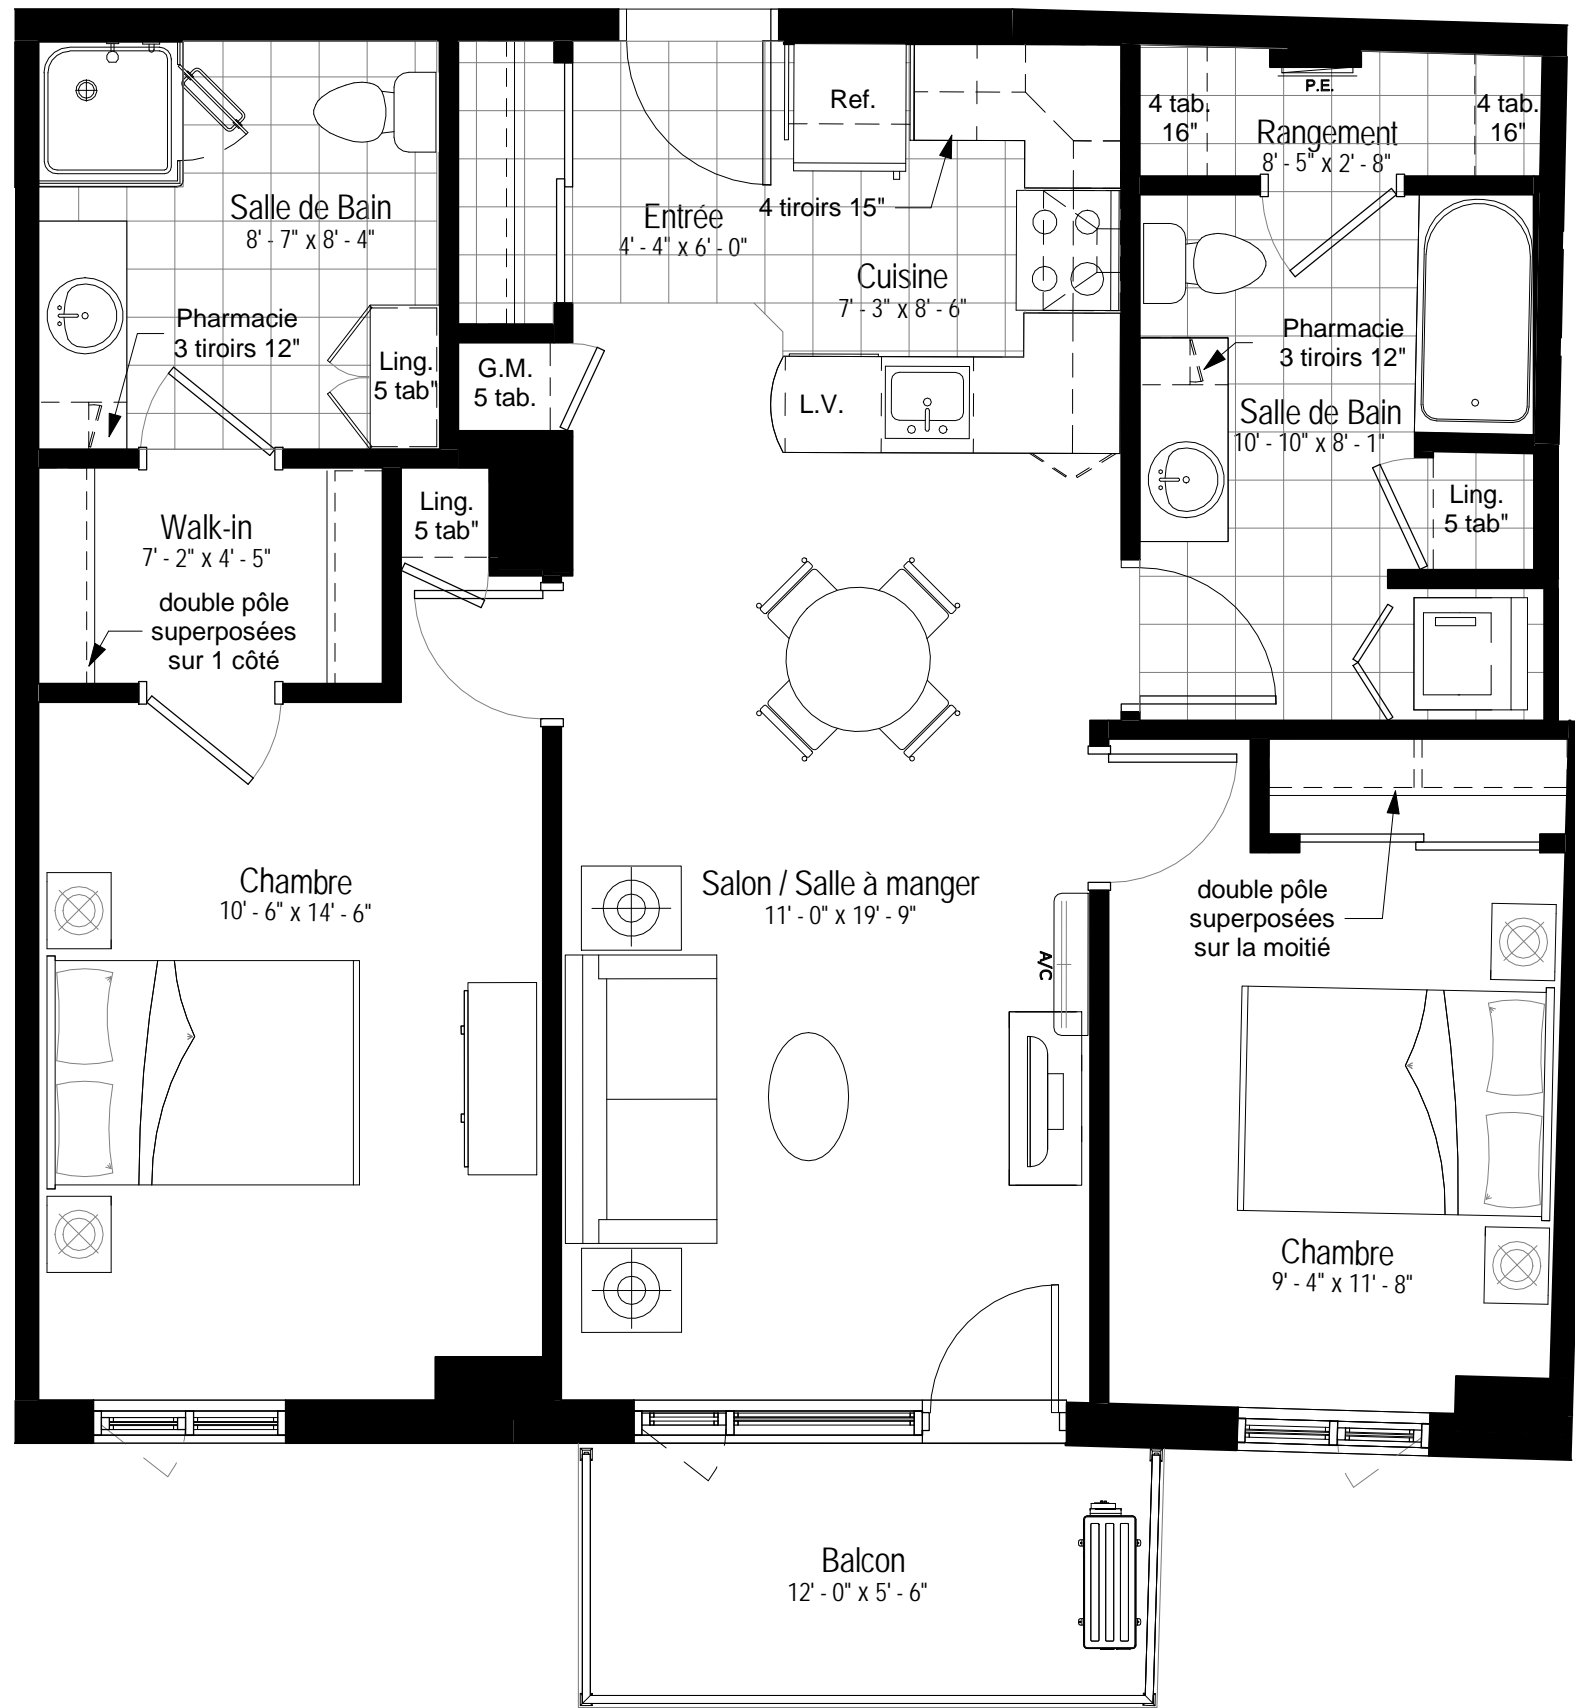 P.E.
Ref.
4 tab.
16"
4 tab.
16"
Rangement
8' - 5" x 2' - 8"
Salle de Bain
8' - 7" x 8' - 4"
Entrée
4' - 4" x 6' - 0"
4 tiroirs 15"
Cuisine
7' - 3" x 8' - 6"
Pharmacie
3 tiroirs 12"
Ling.
5 tab"
G.M.
5 tab.
L.V.
Pharmacie
3 tiroirs 12"
Salle de Bain
10' - 10" x 8' - 1"
Ling.
5 tab"
Ling.
5 tab"
Walk-in
7' - 2" x 4' - 5"
double pôle
superposées
sur 1 côté
Chambre
10' - 6" x 14' - 6"
Salon / Salle à manger
11' - 0" x 19' - 9"
A/C
double pôle
superposées
sur la moitié
Chambre
9' - 4" x 11' - 8"
Balcon
12' - 0" x 5' - 6"